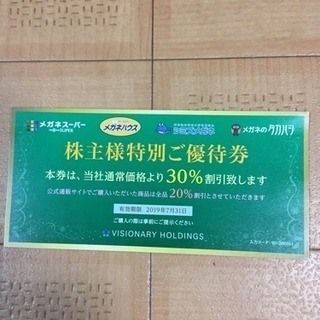 メガネスーパー
メガネハウス
メガネのタカハラ
株主様特別ご優待券
本券は、当社通常価格より30%割引致します
公式通販サイトでご購入いただいた商品は全品20%割引とさせていただきます
有効期限 2019年7月31日
ご購入の際は事前にご提示ください
VISIONARY HOLDINGS